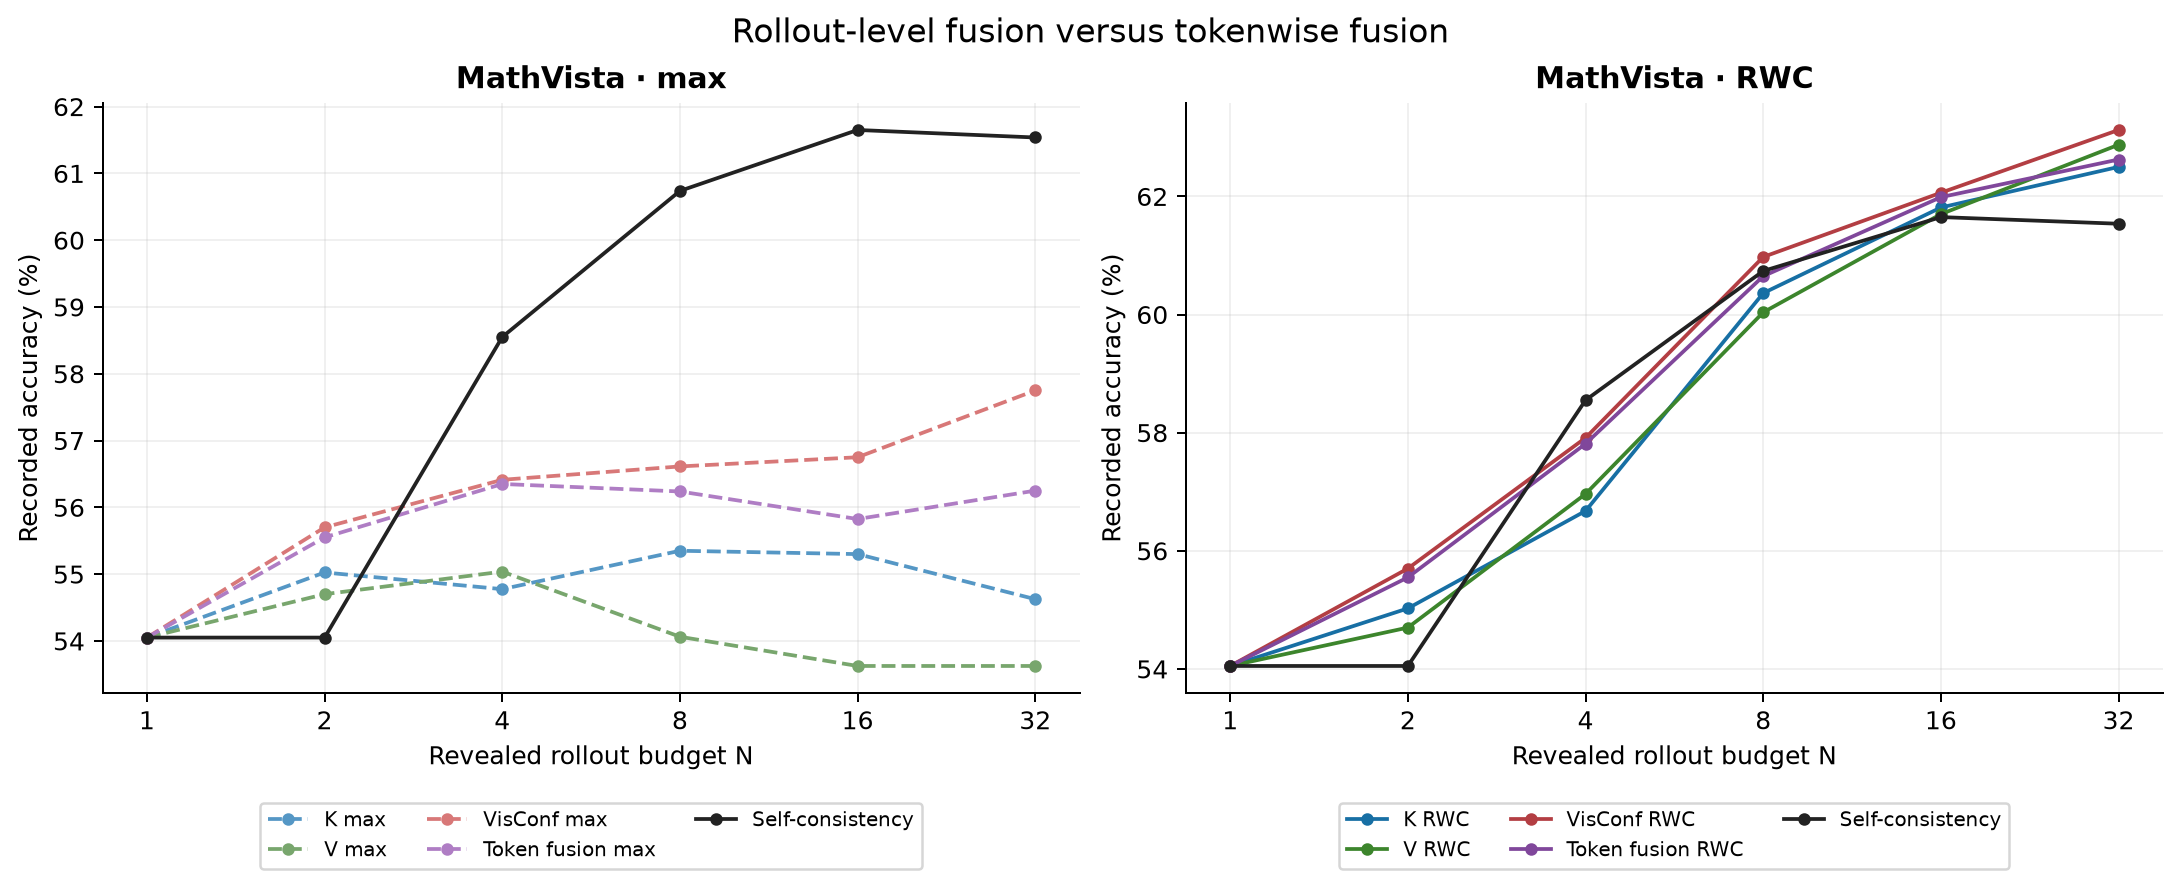 Rollout-level fusion versus tokenwise fusion
MathVista · max
Recorded accuracy (%)
62
61
60
59
58
57
56
55
54
1 2 4 8 16 32
Revealed rollout budget N
K max VisConf max Self-consistency
V max Token fusion max
MathVista · RWC
Recorded accuracy (%)
62
60
58
56
54
1 2 4 8 16 32
Revealed rollout budget N
K RWC VisConf RWC Self-consistency
V RWC Token fusion RWC